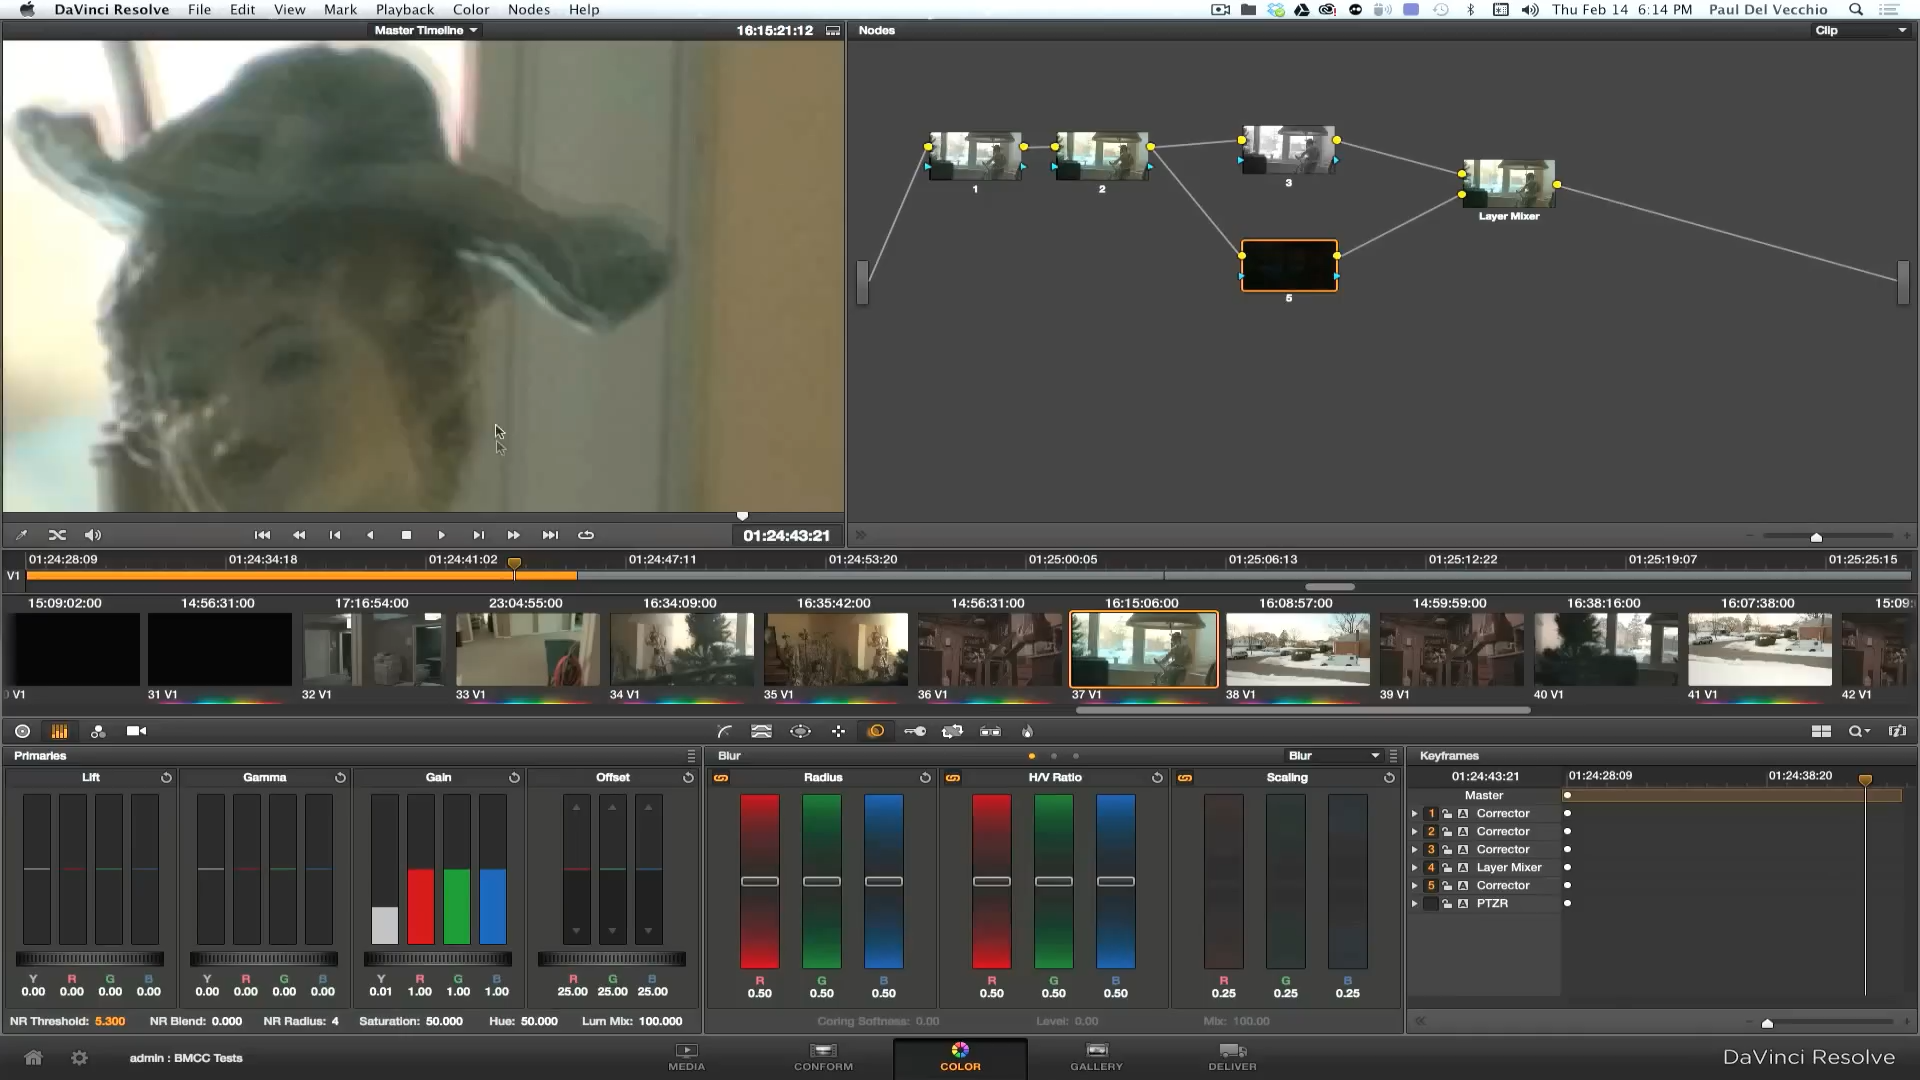 DaVinci Resolve File Edit View Mark Playback Color Nodes Help Thu Feb 14 6:14 PM Paul Del Vecchio
Master Timeline 16:15:21:12 Nodes Clip
1 2 3 Layer Mixer
5
01:24:43:21
01:24:28:09 01:24:34:18 01:24:41:02 01:24:47:11 01:24:53:20 01:25:00:05 01:25:06:13 01:25:12:22 01:25:19:07 01:25:25:15
V1
15:09:02:00 14:56:31:00 17:16:54:00 23:04:55:00 16:34:09:00 16:35:42:00 14:56:31:00 16:15:06:00 16:08:57:00 14:59:59:00 16:38:16:00 16:07:38:00 15:09:
V1 31 V1 32 V1 33 V1 34 V1 35 V1 36 V1 37 V1 38 V1 39 V1 40 V1 41 V1 42 V1
Primaries Blur Blur Keyframes
Lift Gamma Gain Offset Radius H/V Ratio Scaling 01:24:43:21 01:24:28:09 01:24:38:20
Master
1 A Corrector
2 A Corrector
3 A Corrector
4 A Layer Mixer
5 A Corrector
A PTZR
Y R G B Y R G B Y R G B R G B R G B R G B R G B
0.00 0.00 0.00 0.00 0.00 0.00 0.00 0.00 0.01 1.00 1.00 1.00 25.00 25.00 25.00 0.50 0.50 0.50 0.50 0.50 0.50 0.25 0.25 0.25
NR Threshold: 5.300 NR Blend: 0.000 NR Radius: 4 Saturation: 50.000 Hue: 50.000 Lum Mix: 100.000 Coring Softness: 0.00 Level: 0.00 Mix: 100.00
admin : BMCC Tests MEDIA CONFORM COLOR GALLERY DELIVER DaVinci Resolve